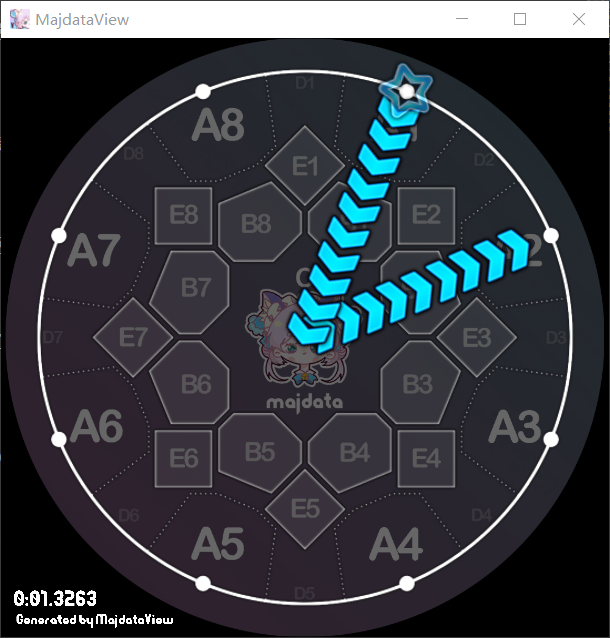 MajdataView
D1
A8
D8
D2
E1
E8
B8
E2
A7
2
C
B7
D7
E7
E3
D3
B6
B3
majdata
A6
A3
E6
B5
B4
E4
D6
E5
D4
A5
A4
D5
0:01.3263
Generated by MajdataView